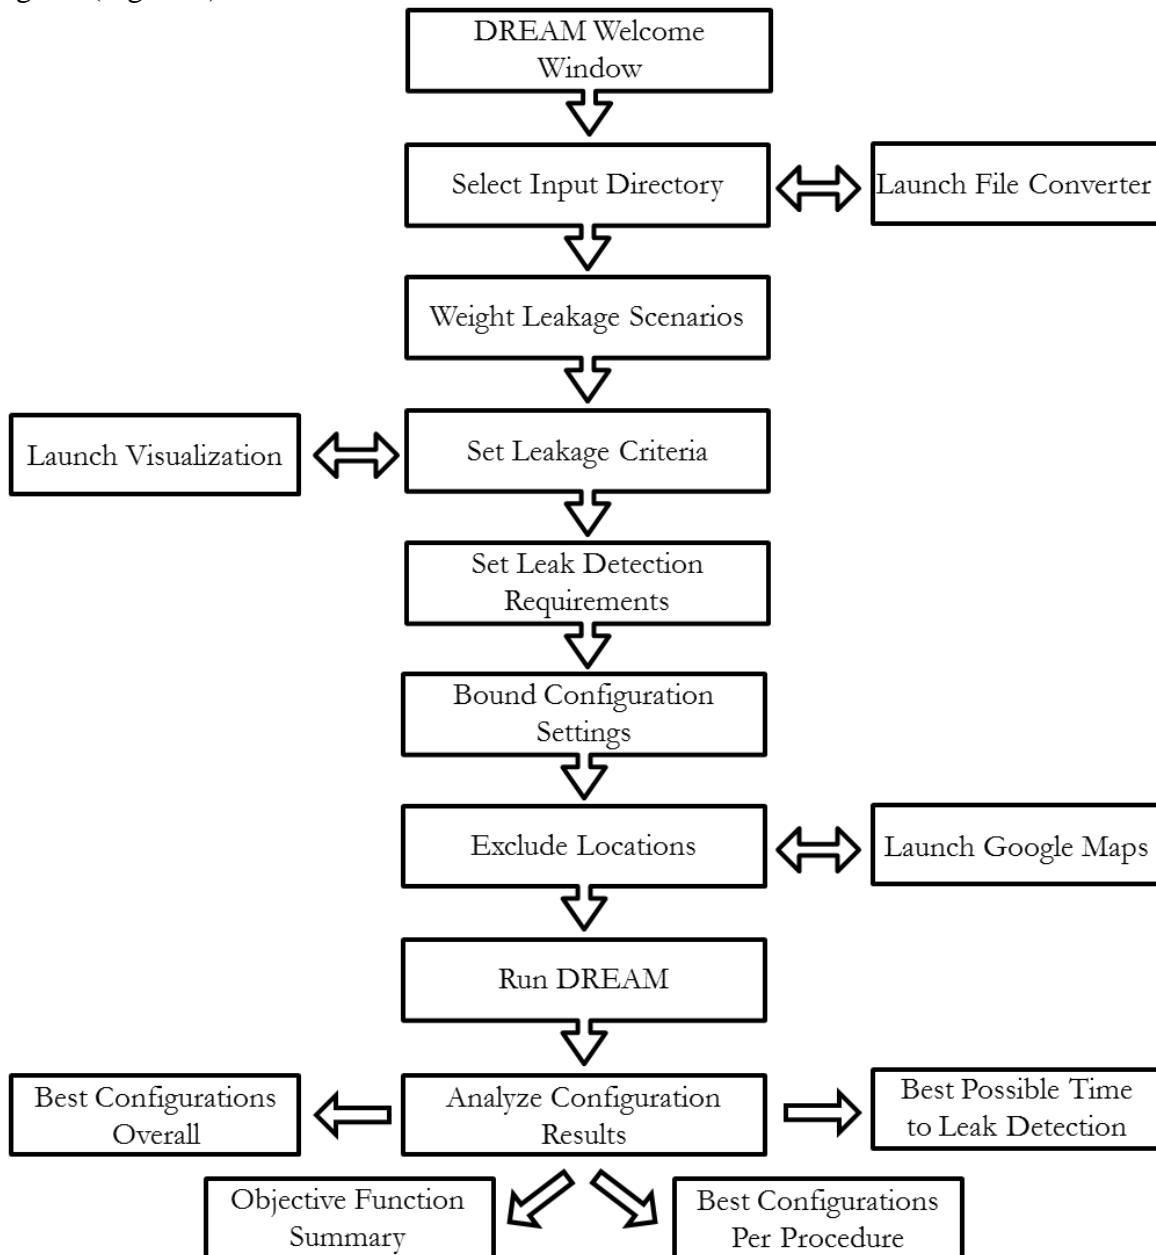 DREAM Welcome
Window
Select Input Directory
Launch File Converter
Weight Leakage Scenarios
Launch Visualization
Set Leakage Criteria
Set Leak Detection
Requirements
Bound Configuration
Settings
Exclude Locations
Launch Google Maps
Run DREAM
Best Configurations
Overall
Analyze Configuration
Results
Best Possible Time
to Leak Detection
Objective Function
Summary
Best Configurations
Per Procedure